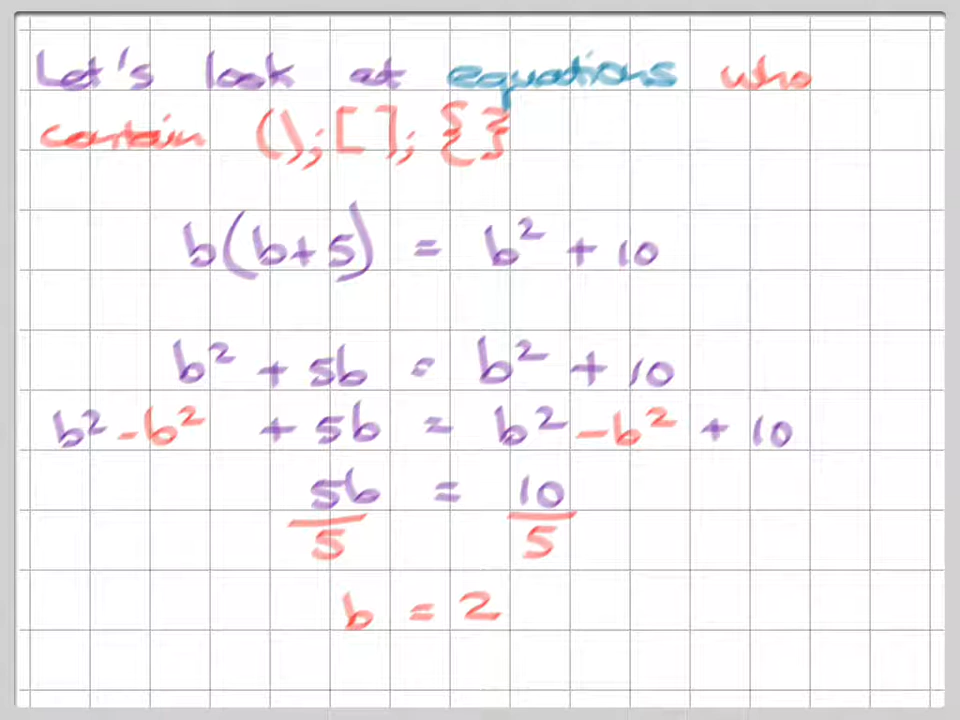 Let's look at equations who
contain (); []; {}
b(b+5) = b² + 10
b² + 5b = b² + 10
b² - b² + 5b = b² - b² + 10
5b/5 = 10/5
b = 2